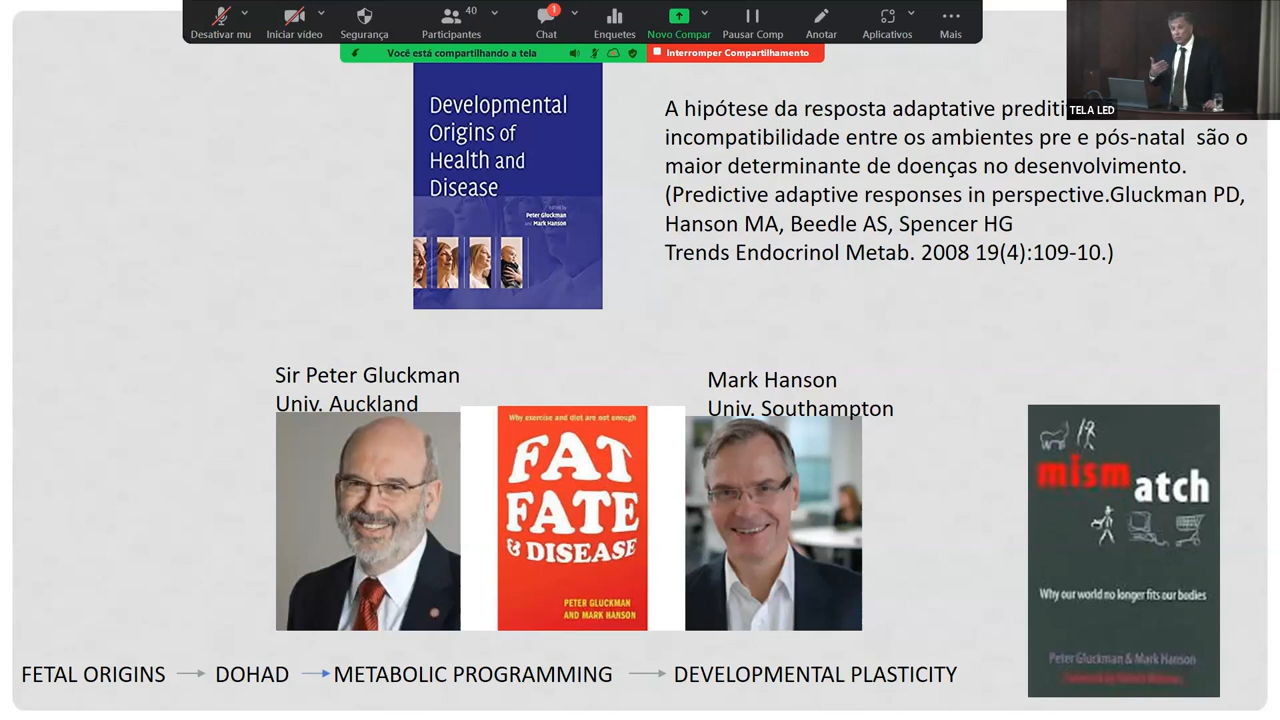 40
1
Desativar mu
Iniciar vídeo
Segurança
Participantes
Chat
Enquetes
Novo Compar
Pausar Comp
Anotar
Aplicativos
Mais
Você está compartilhando a tela
Interromper Compartilhamento
TELA LED
Developmental
Origins of
Health and
Disease
Peter Gluckman
and Mark Hanson
A hipótese da resposta adaptative
incompatibilidade entre os ambientes pre e pós-natal são o
maior determinante de doenças no desenvolvimento.
(Predictive adaptive responses in perspective.Gluckman PD,
Hanson MA, Beedle AS, Spencer HG
Trends Endocrinol Metab. 2008 19(4):109-10.)
Sir Peter Gluckman
Univ. Auckland
Why exercise and diet are not enough
FAT
FATE
& DISEASE
PETER GLUCKMAN
AND MARK HANSON
Mark Hanson
Univ. Southampton
mismatch
Why our world no longer fits our bodies
Peter Gluckman & Mark Hanson
FETAL ORIGINS
DOHAD
METABOLIC PROGRAMMING
DEVELOPMENTAL PLASTICITY